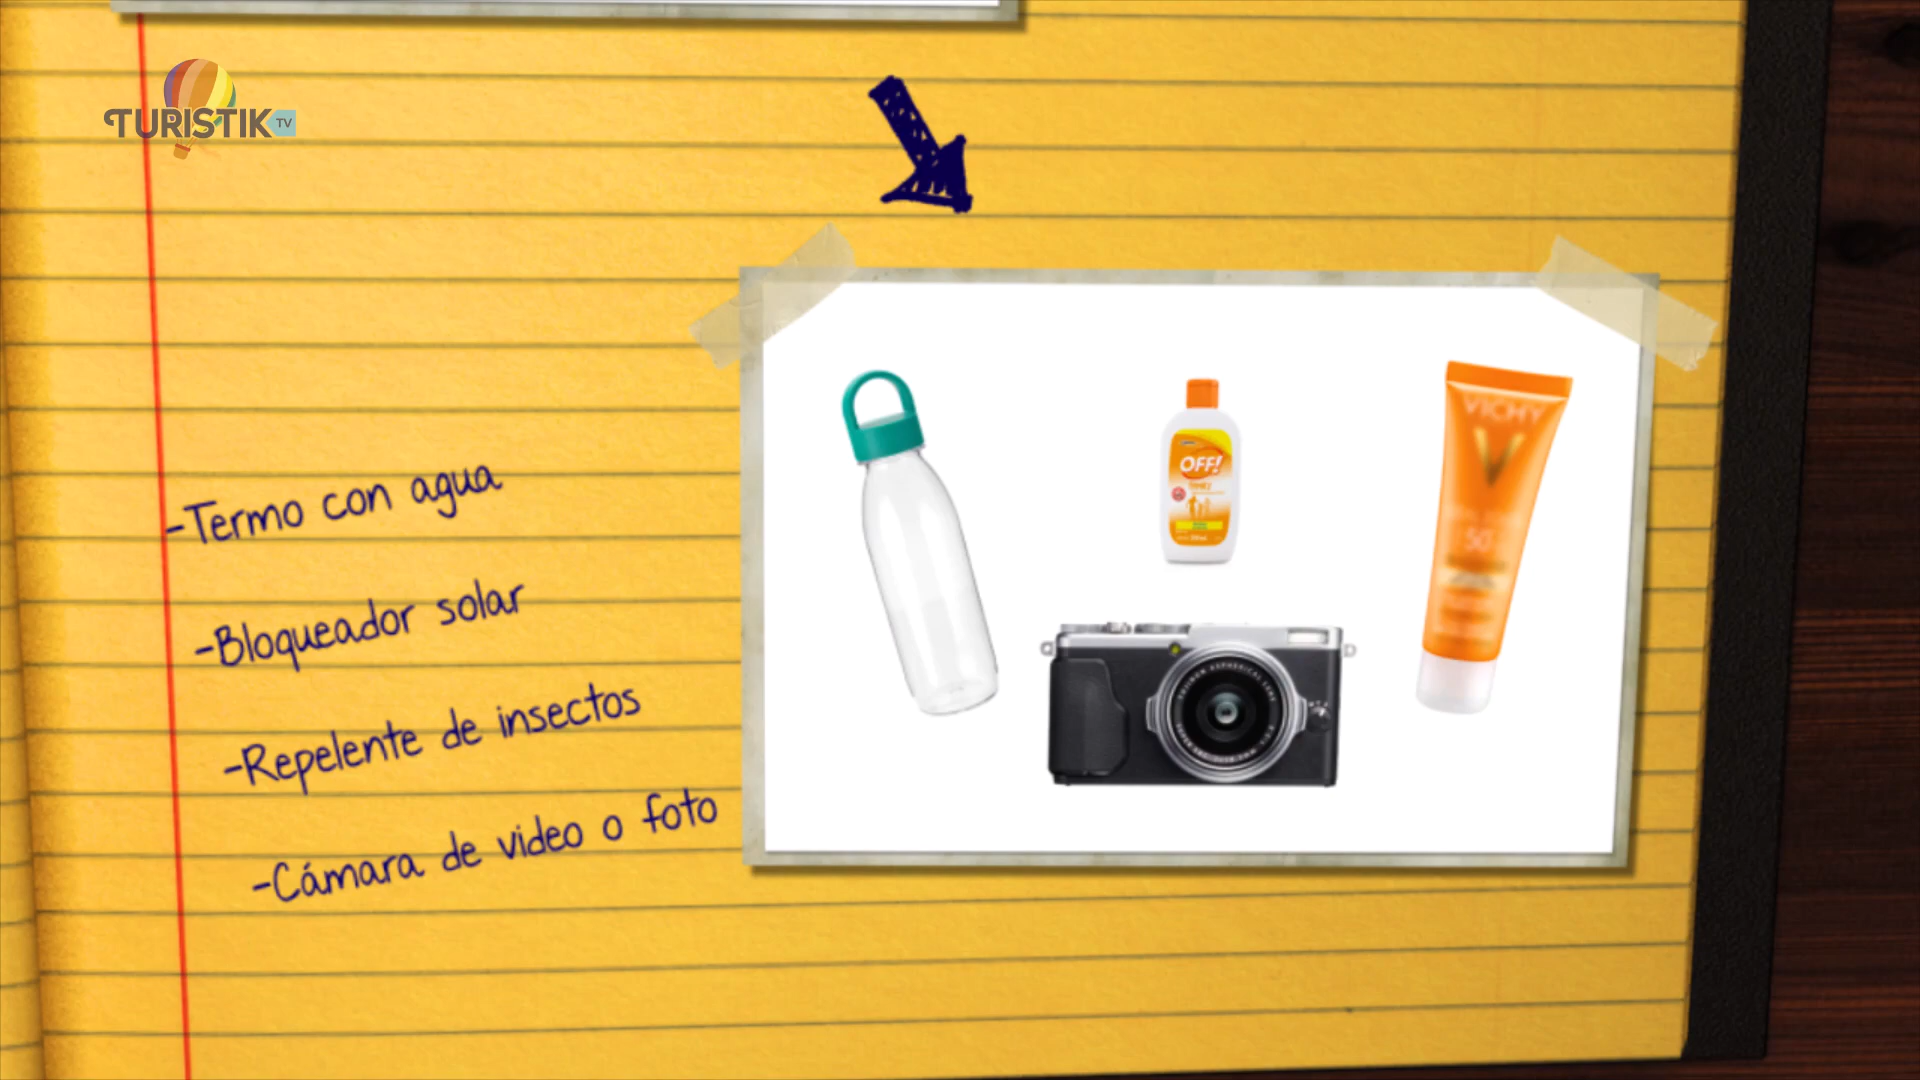 TURISTIK TV
-Termo con agua
-Bloqueador solar
-Repelente de insectos
-Cámara de video o foto
OFF!
VICHY
V
50